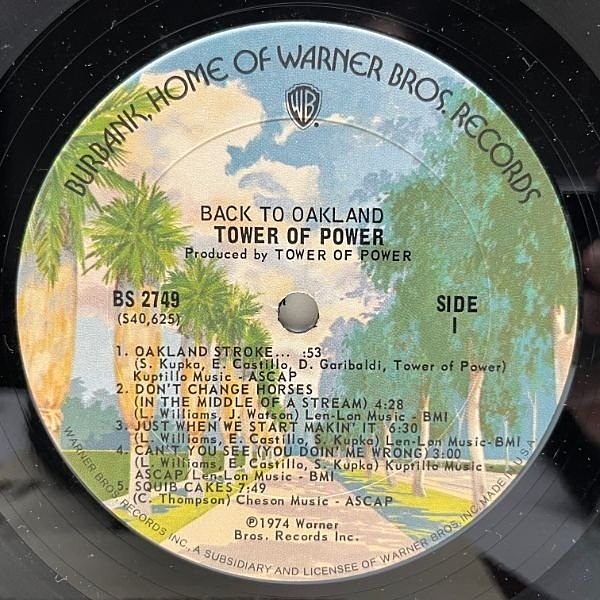 BURBANK, HOME OF WARNER BROS. RECORDS
WB
BACK TO OAKLAND
TOWER OF POWER
Produced by TOWER OF POWER
BS 2749
(S40,625)
SIDE
1
1. OAKLAND STROKE... :53
(S. Kupka, E. Castillo, D. Garibaldi, Tower of Power)
Kuptillo Music - ASCAP
2. DON'T CHANGE HORSES
(IN THE MIDDLE OF A STREAM) 4:28
(L. Williams, J. Watson) Len-Lon Music - BMI
3. JUST WHEN WE START MAKIN' IT 6:30
(L. Williams, E. Castillo, S. Kupka) Len-Lon Music-BMI
4. CAN'T YOU SEE (YOU DOIN' ME WRONG) 3:00
(L. Williams, E. Castillo, S. Kupka) Kuptillo Music
ASCAP/Len-Lon Music - BMI
5. SQUIB CAKES 7:49
(C. Thompson) Cheson Music - ASCAP
℗1974 Warner
Bros. Records Inc.
WARNER BROS. RECORDS INC., A SUBSIDIARY AND LICENSEE OF WARNER BROS. INC. MADE IN U.S.A.